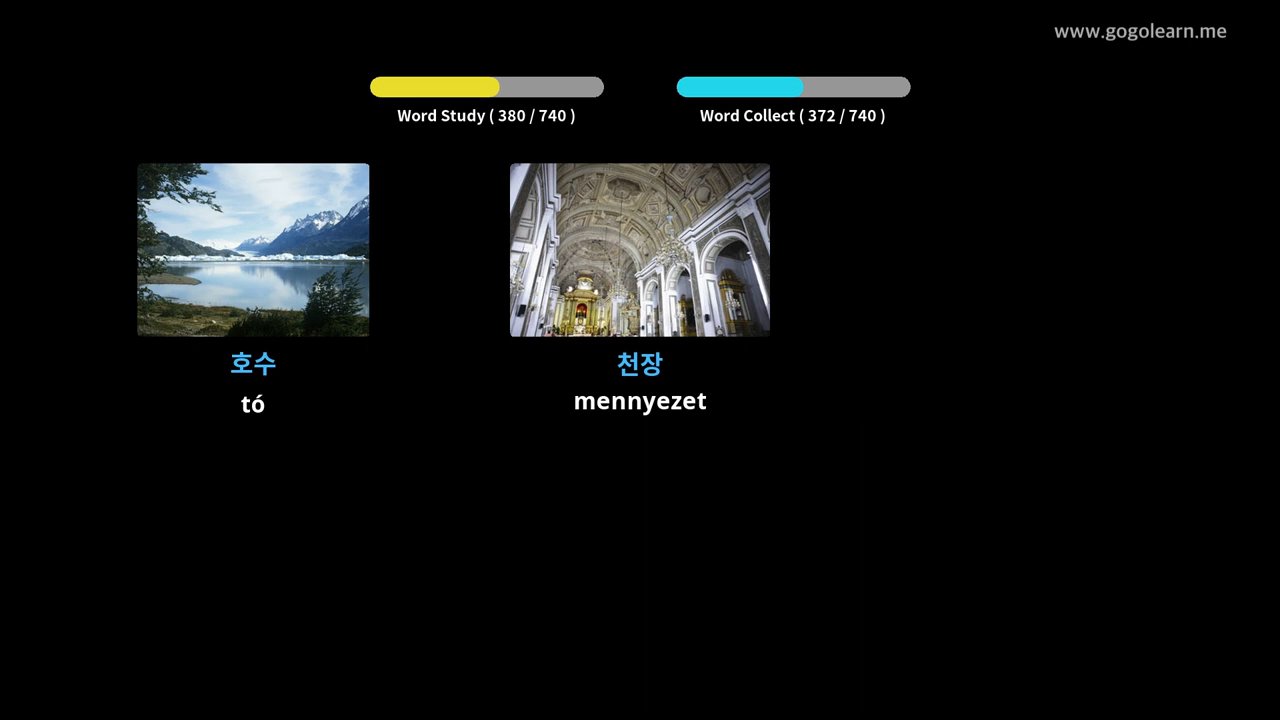 www.gogolearn.me
Word Study ( 380 / 740 )
Word Collect ( 372 / 740 )
호수
tó
천장
mennyezet